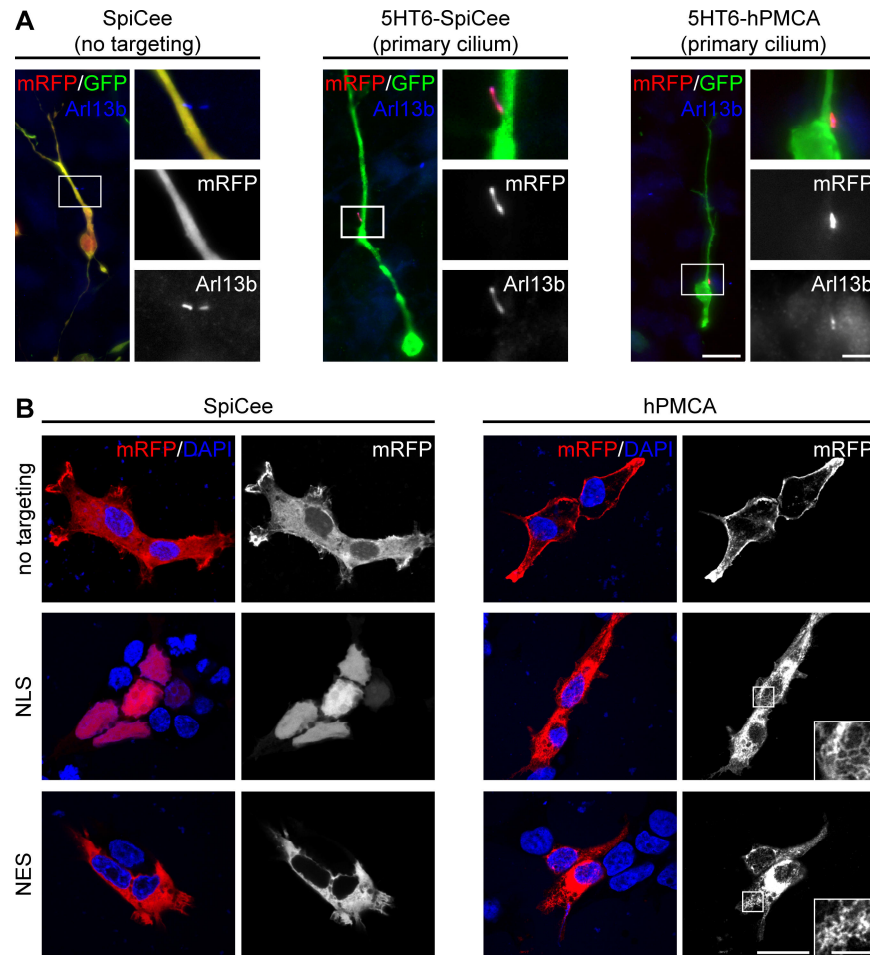 A
SpiCee
(no targeting)
5HT6-SpiCee
(primary cilium)
5HT6-hPMCA
(primary cilium)
mRFP/GFP
Arl13b
mRFP
Arl13b
mRFP/GFP
Arl13b
mRFP
Arl13b
mRFP/GFP
Arl13b
mRFP
Arl13b
B
SpiCee
hPMCA
no targeting
mRFP/DAPI
mRFP
mRFP/DAPI
mRFP
NLS
NES